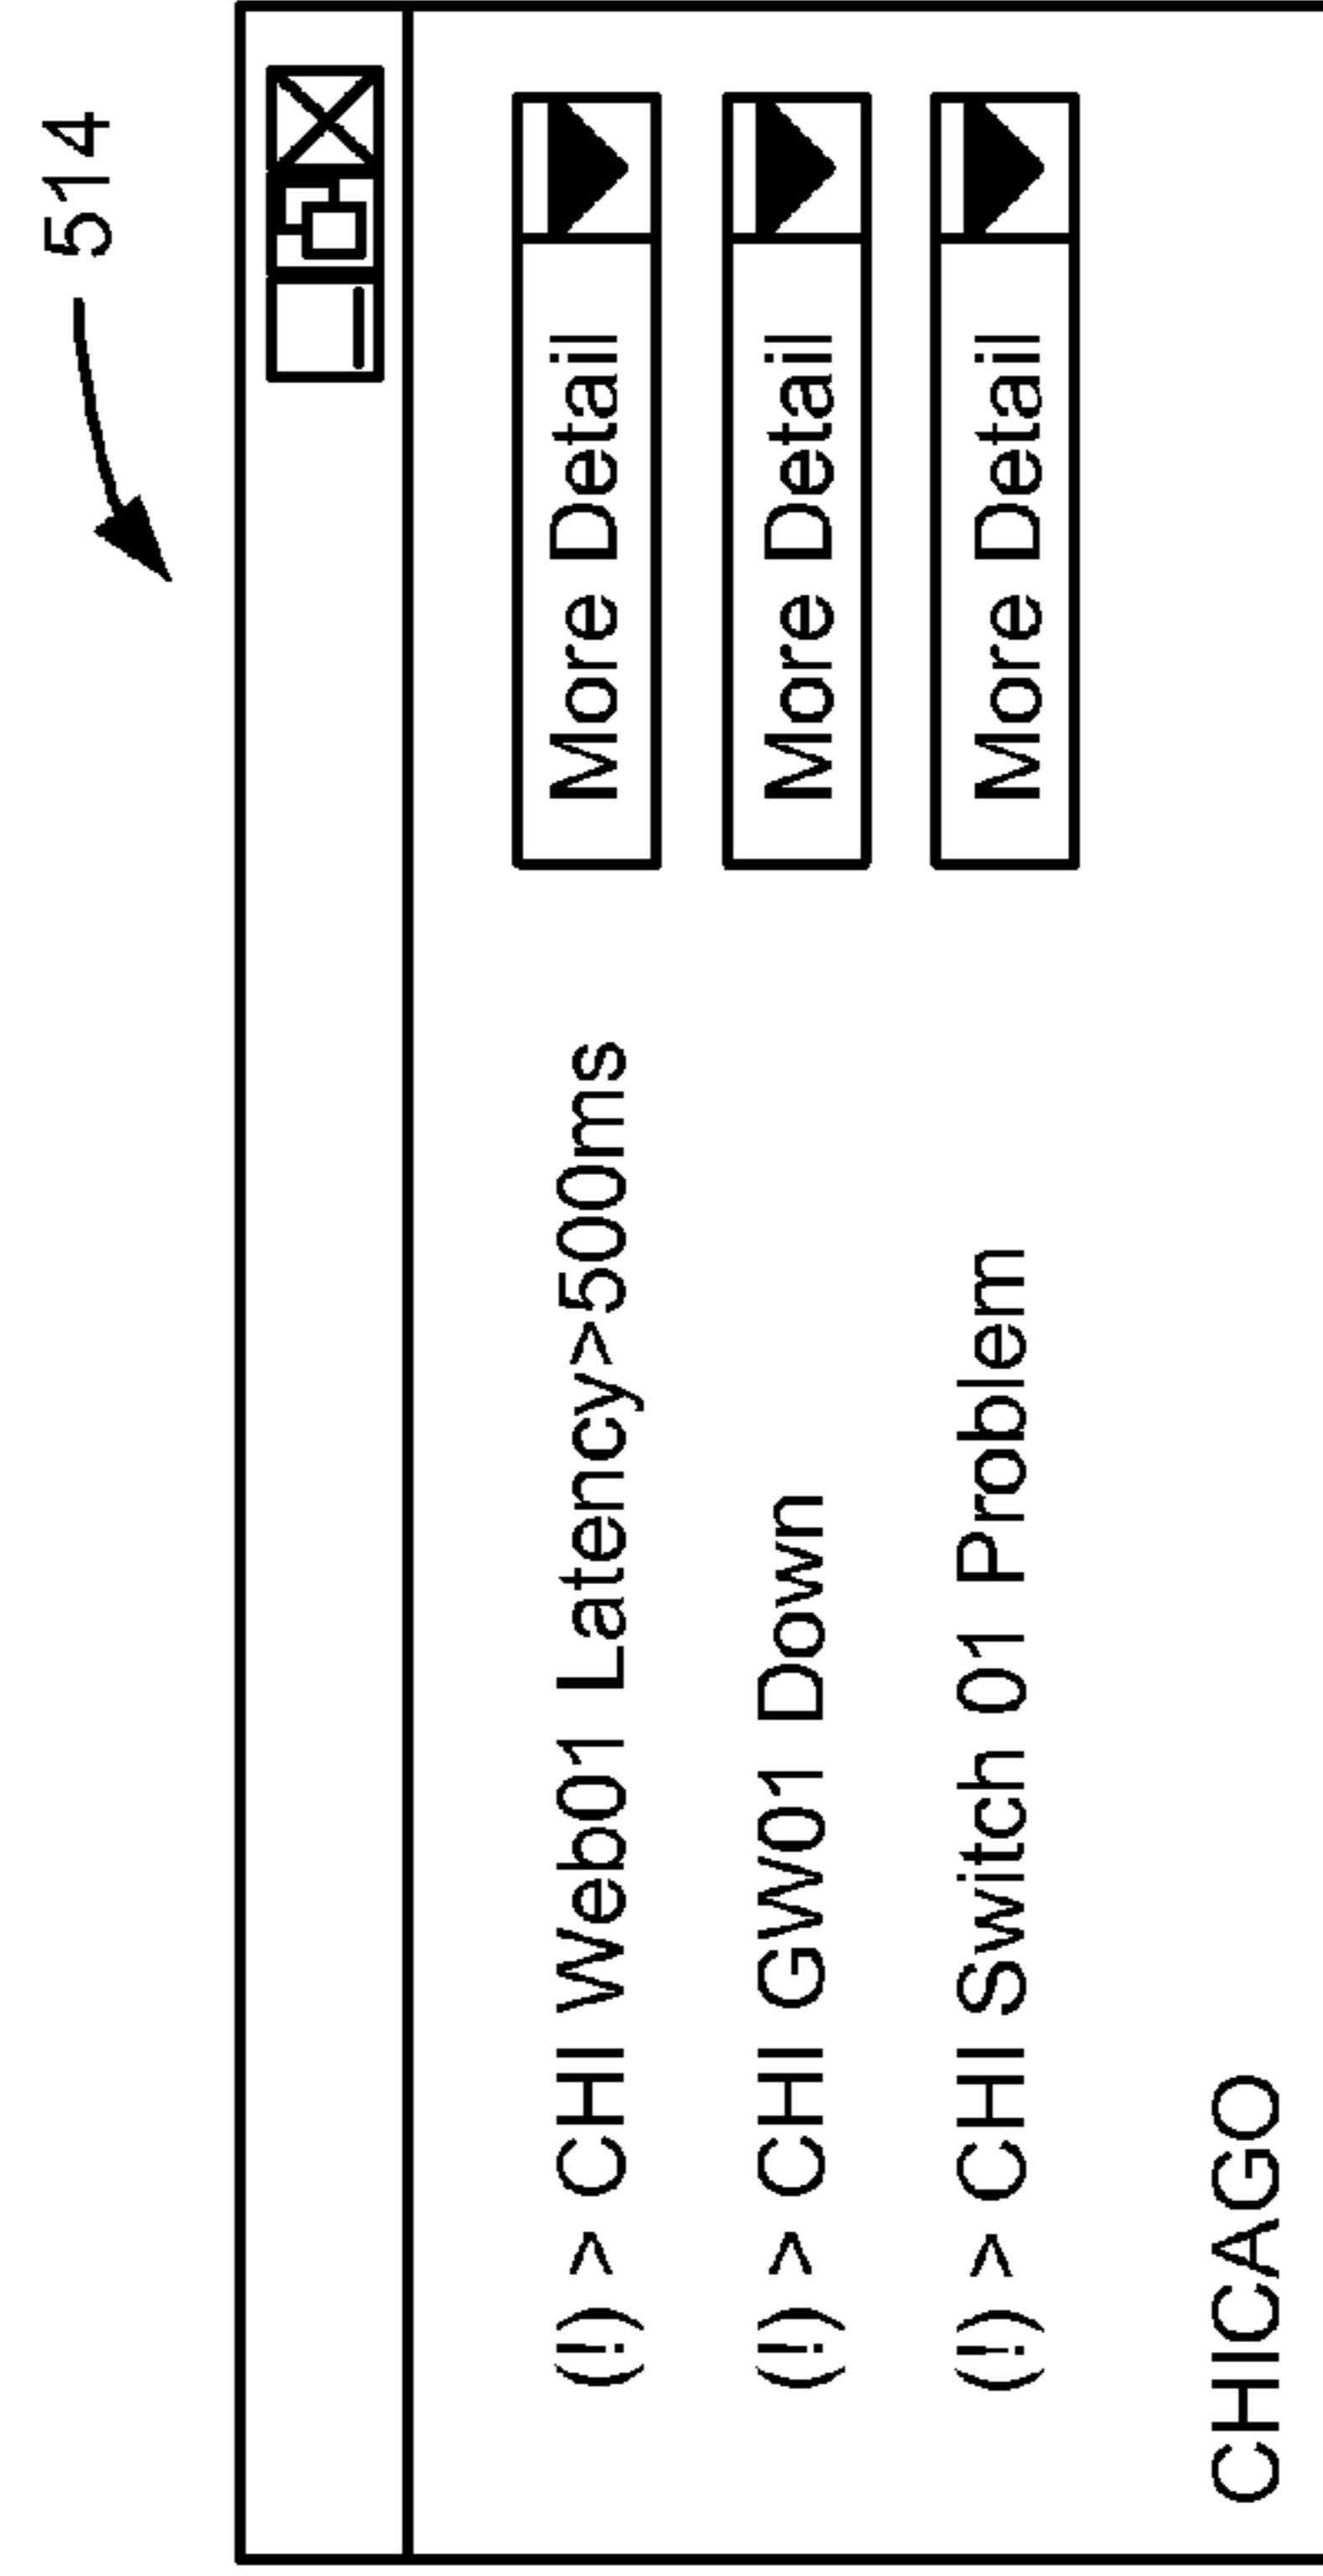 514
(!) > CHI Web01 Latency>500ms More Detail
(!) > CHI GW01 Down More Detail
(!) > CHI Switch 01 Problem More Detail
CHICAGO